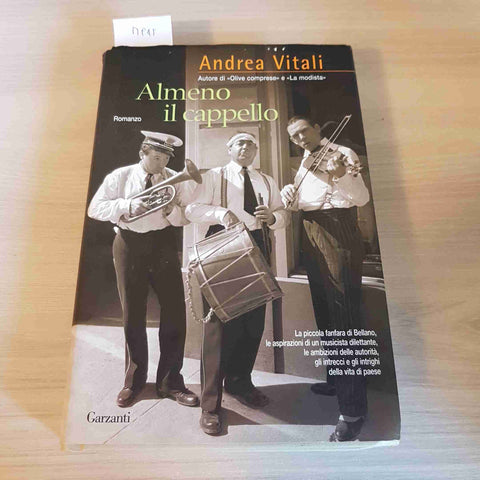 Andrea Vitali
Autore di «Olive comprese» e «La modista»
Almeno
il cappello
Romanzo
La piccola fanfara di Bellano,
le aspirazioni di un musicista dilettante,
le ambizioni delle autorità,
gli intrecci e gli intrighi
della vita di paese
Garzanti